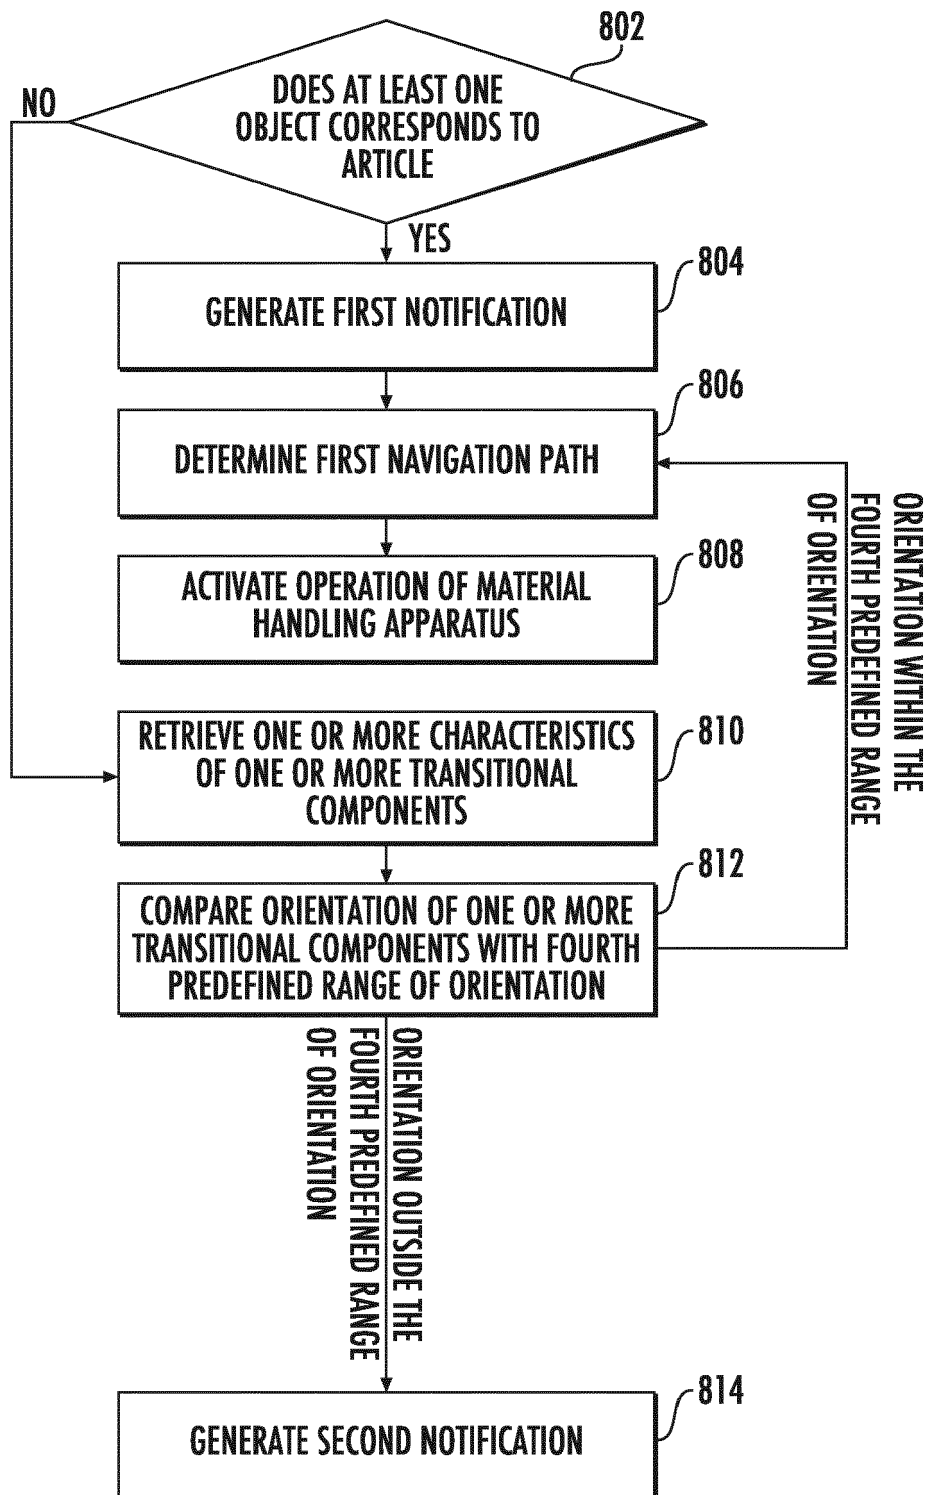 802
DOES AT LEAST ONE
OBJECT CORRESPONDS TO
ARTICLE
NO
YES
804
GENERATE FIRST NOTIFICATION
806
DETERMINE FIRST NAVIGATION PATH
808
ACTIVATE OPERATION OF MATERIAL
HANDLING APPARATUS
ORIENTATION WITHIN THE
FOURTH PREDEFINED RANGE
OF ORIENTATION
810
RETRIEVE ONE OR MORE CHARACTERISTICS
OF ONE OR MORE TRANSITIONAL
COMPONENTS
812
COMPARE ORIENTATION OF ONE OR MORE
TRANSITIONAL COMPONENTS WITH FOURTH
PREDEFINED RANGE OF ORIENTATION
ORIENTATION OUTSIDE THE
FOURTH PREDEFINED RANGE
OF ORIENTATION
814
GENERATE SECOND NOTIFICATION